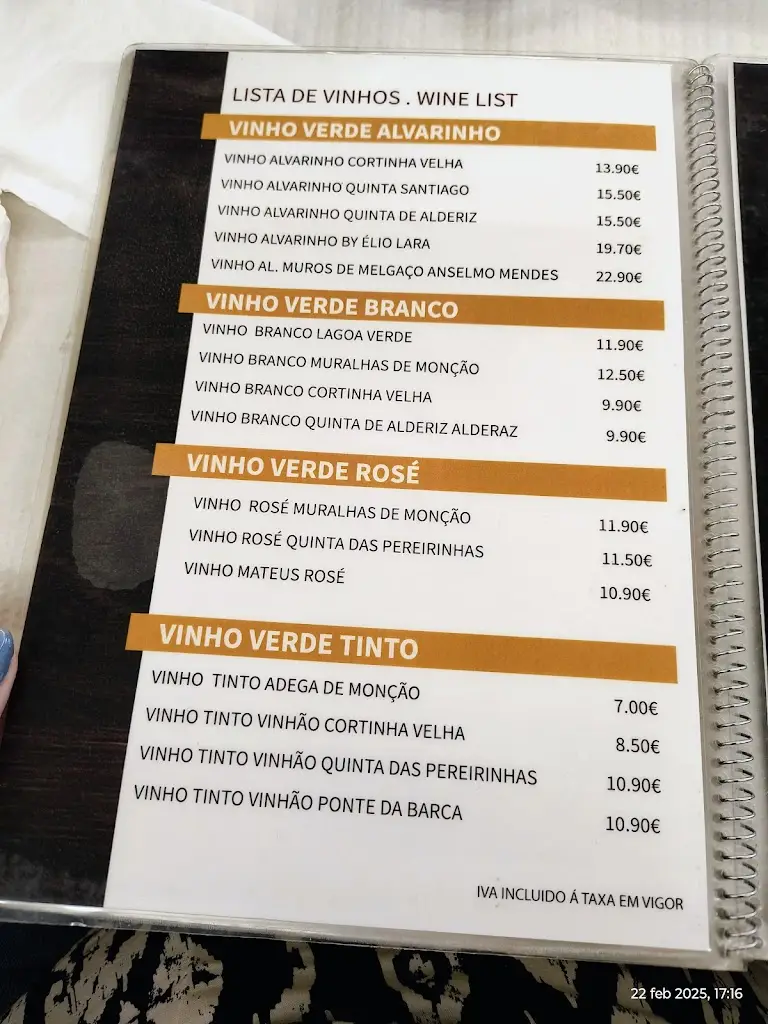 LISTA DE VINHOS . WINE LIST
VINHO VERDE ALVARINHO
VINHO ALVARINHO CORTINHA VELHA 13.90€
VINHO ALVARINHO QUINTA SANTIAGO 15.50€
VINHO ALVARINHO QUINTA DE ALDERIZ 15.50€
VINHO ALVARINHO BY ÉLIO LARA 19.70€
VINHO AL. MUROS DE MELGAÇO ANSELMO MENDES 22.90€
VINHO VERDE BRANCO
VINHO BRANCO LAGOA VERDE 11.90€
VINHO BRANCO MURALHAS DE MONÇÃO 12.50€
VINHO BRANCO CORTINHA VELHA 9.90€
VINHO BRANCO QUINTA DE ALDERIZ ALDERAZ 9.90€
VINHO VERDE ROSÉ
VINHO ROSÉ MURALHAS DE MONÇÃO 11.90€
VINHO ROSÉ QUINTA DAS PEREIRINHAS 11.50€
VINHO MATEUS ROSÉ 10.90€
VINHO VERDE TINTO
VINHO TINTO ADEGA DE MONÇÃO 7.00€
VINHO TINTO VINHÃO CORTINHA VELHA 8.50€
VINHO TINTO VINHÃO QUINTA DAS PEREIRINHAS 10.90€
VINHO TINTO VINHÃO PONTE DA BARCA 10.90€
IVA INCLUIDO Á TAXA EM VIGOR
22 feb 2025, 17:16